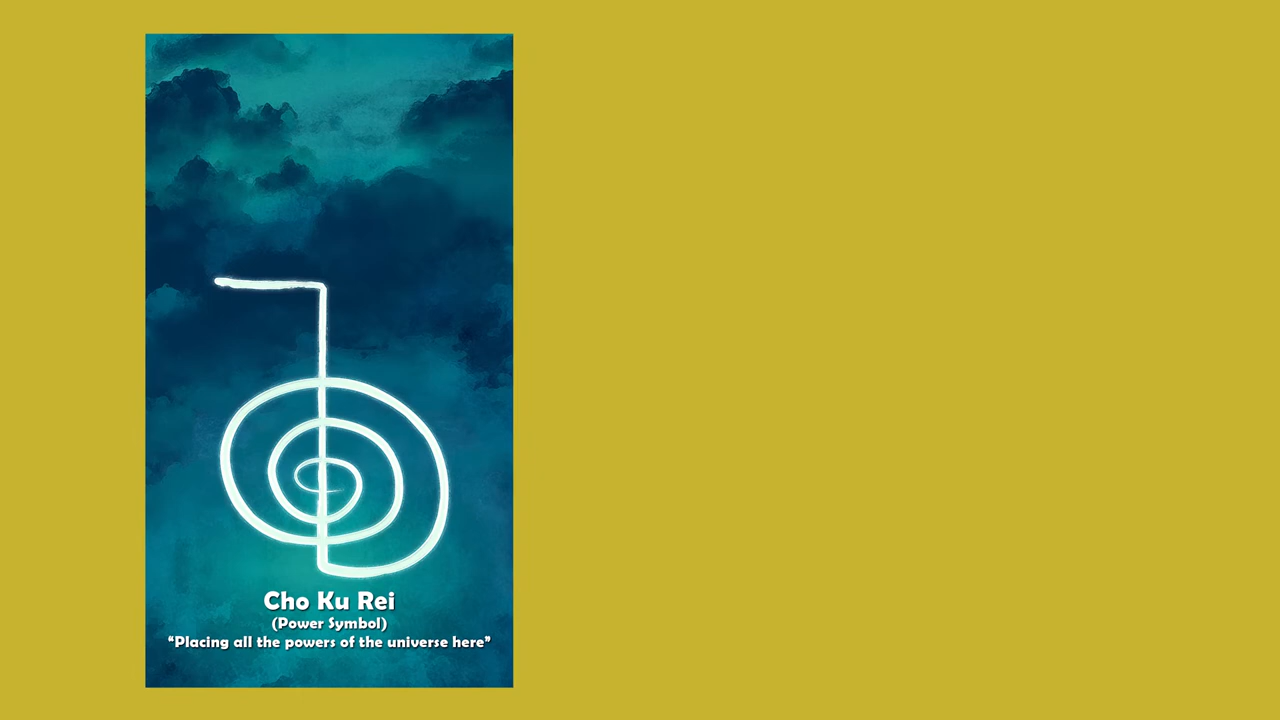 Cho Ku Rei
(Power Symbol)
“Placing all the powers of the universe here”